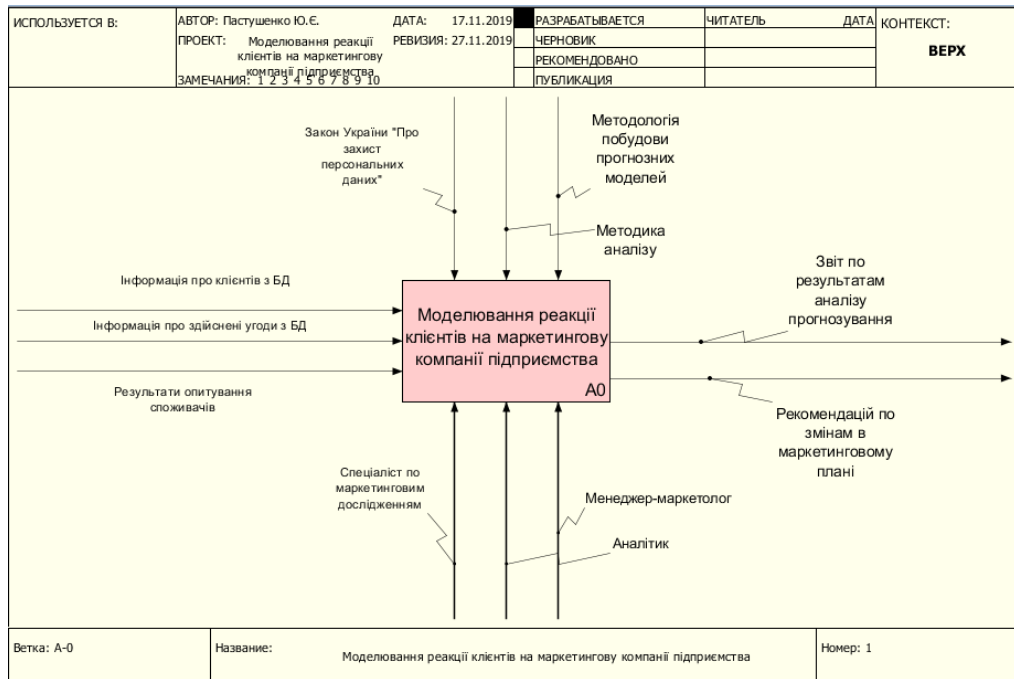 ИСПОЛЬЗУЕТСЯ В:
АВТОР: Пастушенко Ю.Є.
ДАТА: 17.11.2019
РАЗРАБАТЫВАЕТСЯ
ЧИТАТЕЛЬ
ДАТА
КОНТЕКСТ:
ПРОЕКТ: Моделювання реакції
клієнтів на маркетингову
компанії підприємства
РЕВИЗИЯ: 27.11.2019
ЧЕРНОВИК
ВЕРХ
РЕКОМЕНДОВАНО
ЗАМЕЧАНИЯ: 1 2 3 4 5 6 7 8 9 10
ПУБЛИКАЦИЯ
Закон України "Про
захист
персональних
даних"
Методологія
побудови
прогнозних
моделей
Методика
аналізу
Інформація про клієнтів з БД
Інформація про здійснені угоди з БД
Результати опитування
споживачів
Моделювання реакції
клієнтів на маркетингову
компанії підприємства
A0
Звіт по
результатам
аналізу
прогнозування
Рекомендацій по
змінам в
маркетинговому
плані
Спеціаліст по
маркетинговим
дослідженням
Менеджер-маркетолог
Аналітик
Ветка: A-0
Название:
Моделювання реакції клієнтів на маркетингову компанії підприємства
Номер: 1